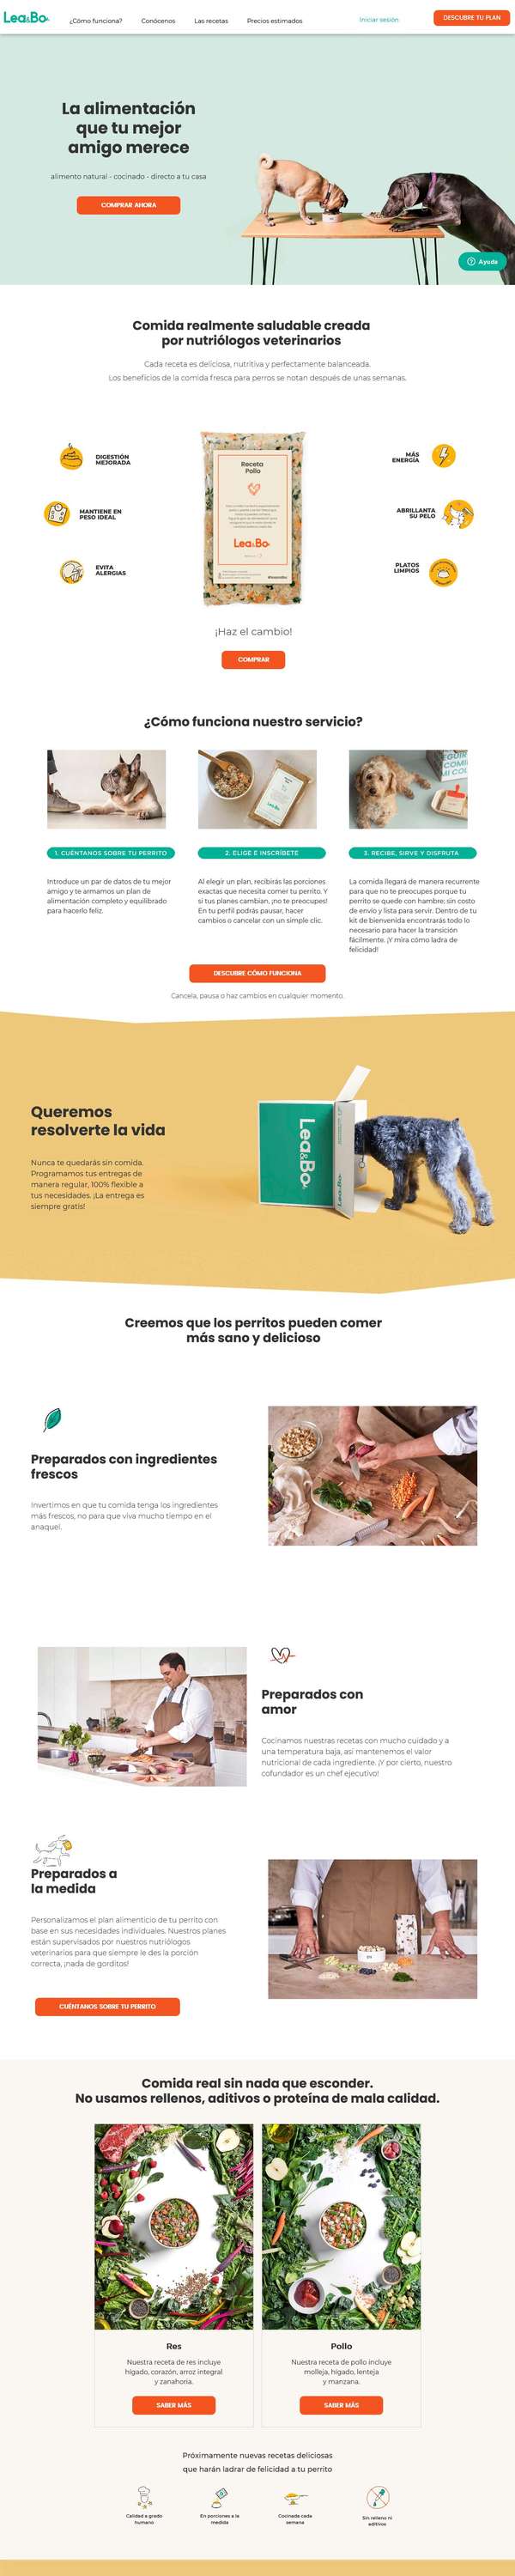 Lea&Bo
¿Cómo funciona?
Conócenos
Las recetas
Precios estimados
Iniciar sesión
DESCUBRE TU PLAN
La alimentación
que tu mejor
amigo merece
alimento natural - cocinado - directo a tu casa
COMPRAR AHORA
Ayuda
Comida realmente saludable creada
por nutriólogos veterinarios
Cada receta es deliciosa, nutritiva y perfectamente balanceada.
Los beneficios de la comida fresca para perros se notan después de unas semanas.
DIGESTIÓN
MEJORADA
MANTIENE EN
PESO IDEAL
EVITA
ALERGIAS
Receta
Pollo
Lea&Bo
MÁS
ENERGÍA
ABRILLANTA
SU PELO
PLATOS
LIMPIOS
¡Haz el cambio!
COMPRAR
¿Cómo funciona nuestro servicio?
1. CUÉNTANOS SOBRE TU PERRITO
Introduce un par de datos de tu mejor
amigo y te armamos un plan de
alimentación completo y equilibrado
para hacerlo feliz.
2. ELIGE E INSCRÍBETE
Al elegir un plan, recibirás las porciones
exactas que necesita comer tu perrito. Y
si tus planes cambian, ¡no te preocupes!
En tu perfil podrás pausar, hacer
cambios o cancelar con un simple clic.
3. RECIBE, SIRVE Y DISFRUTA
La comida llegará de manera recurrente
para que no te preocupes porque tu
perrito se quede con hambre; sin costo
de envío y lista para servir. Dentro de tu
kit de bienvenida encontrarás todo lo
necesario para hacer la transición
fácilmente. ¡Y mira cómo ladra de
felicidad!
DESCUBRE CÓMO FUNCIONA
Cancela, pausa o haz cambios en cualquier momento.
Queremos
resolverte la vida
Nunca te quedarás sin comida.
Programamos tus entregas de
manera regular, 100% flexible a
tus necesidades. ¡La entrega es
siempre gratis!
Lea&Bo
Lea&Bo
Creemos que los perritos pueden comer
más sano y delicioso
Preparados con ingredientes
frescos
Invertimos en que tu comida tenga los ingredientes
más frescos, no para que viva mucho tiempo en el
anaquel.
Preparados con
amor
Cocinamos nuestras recetas con mucho cuidado y a
una temperatura baja, así mantenemos el valor
nutricional de cada ingrediente. ¡Y por cierto, nuestro
cofundador es un chef ejecutivo!
Preparados a
la medida
Personalizamos el plan alimenticio de tu perrito con
base en sus necesidades individuales. Nuestros planes
están supervisados por nuestros nutriólogos
veterinarios para que siempre le des la porción
correcta, ¡nada de gorditos!
CUÉNTANOS SOBRE TU PERRITO
Comida real sin nada que esconder.
No usamos rellenos, aditivos o proteína de mala calidad.
Res
Nuestra receta de res incluye
hígado, corazón, arroz integral
y zanahoria.
SABER MÁS
Pollo
Nuestra receta de pollo incluye
molleja, hígado, lenteja
y manzana.
SABER MÁS
Próximamente nuevas recetas deliciosas
que harán ladrar de felicidad a tu perrito
Calidad a grado
humano
En porciones a la
medida
Cocinada cada
semana
Sin relleno ni
aditivos